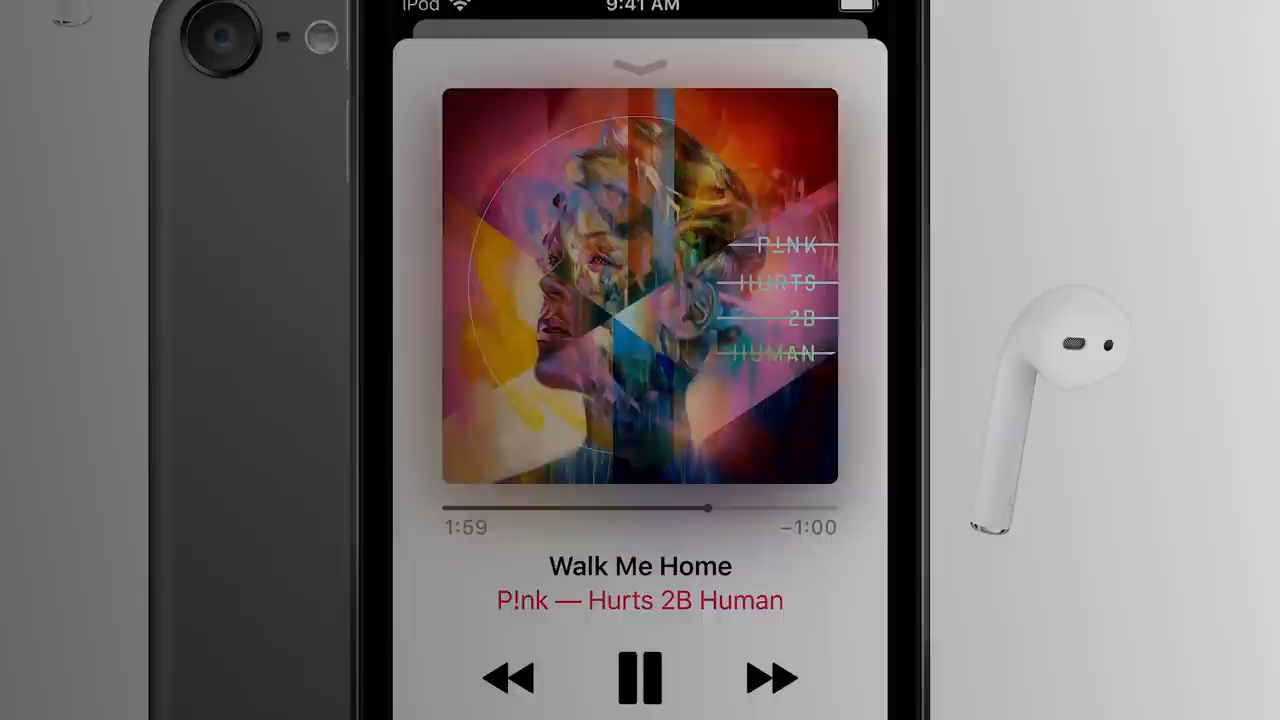 iPod 9:41 AM
P!NK
HURTS
2B
HUMAN
1:59 −1:00
Walk Me Home
P!nk — Hurts 2B Human